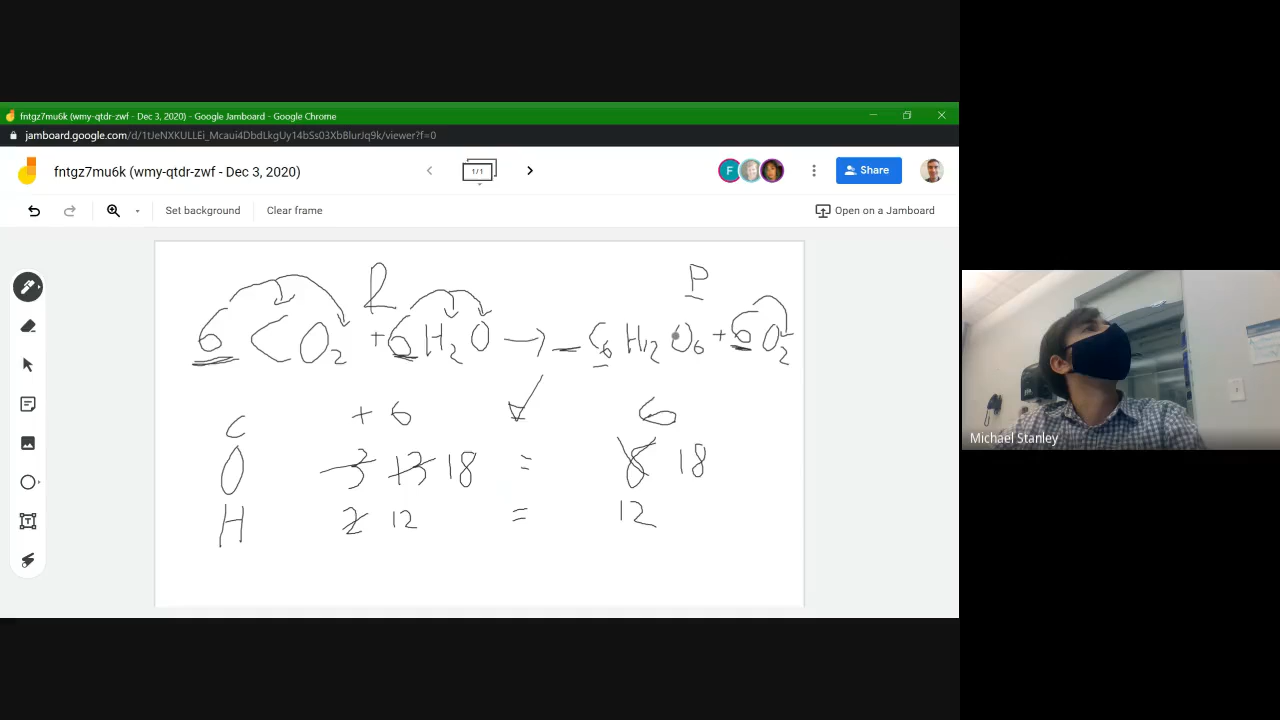 fntgz7mu6k (wmy-qtdr-zwf - Dec 3, 2020) - Google Jamboard - Google Chrome
jamboard.google.com/d/1tJeNXKULLEi_Mcaui4DbdLkgUy14bSs03XbBlurJq9k/viewer?f=0
fntgz7mu6k (wmy-qtdr-zwf - Dec 3, 2020)
1/1
F
Share
Set background
Clear frame
Open on a Jamboard
R P
6 CO2 + 6 H2O → _ C6 H12 O6 + 6 O2
C + 6 6
O 3 13 18 = 8 18
H 2 12 = 12
Michael Stanley